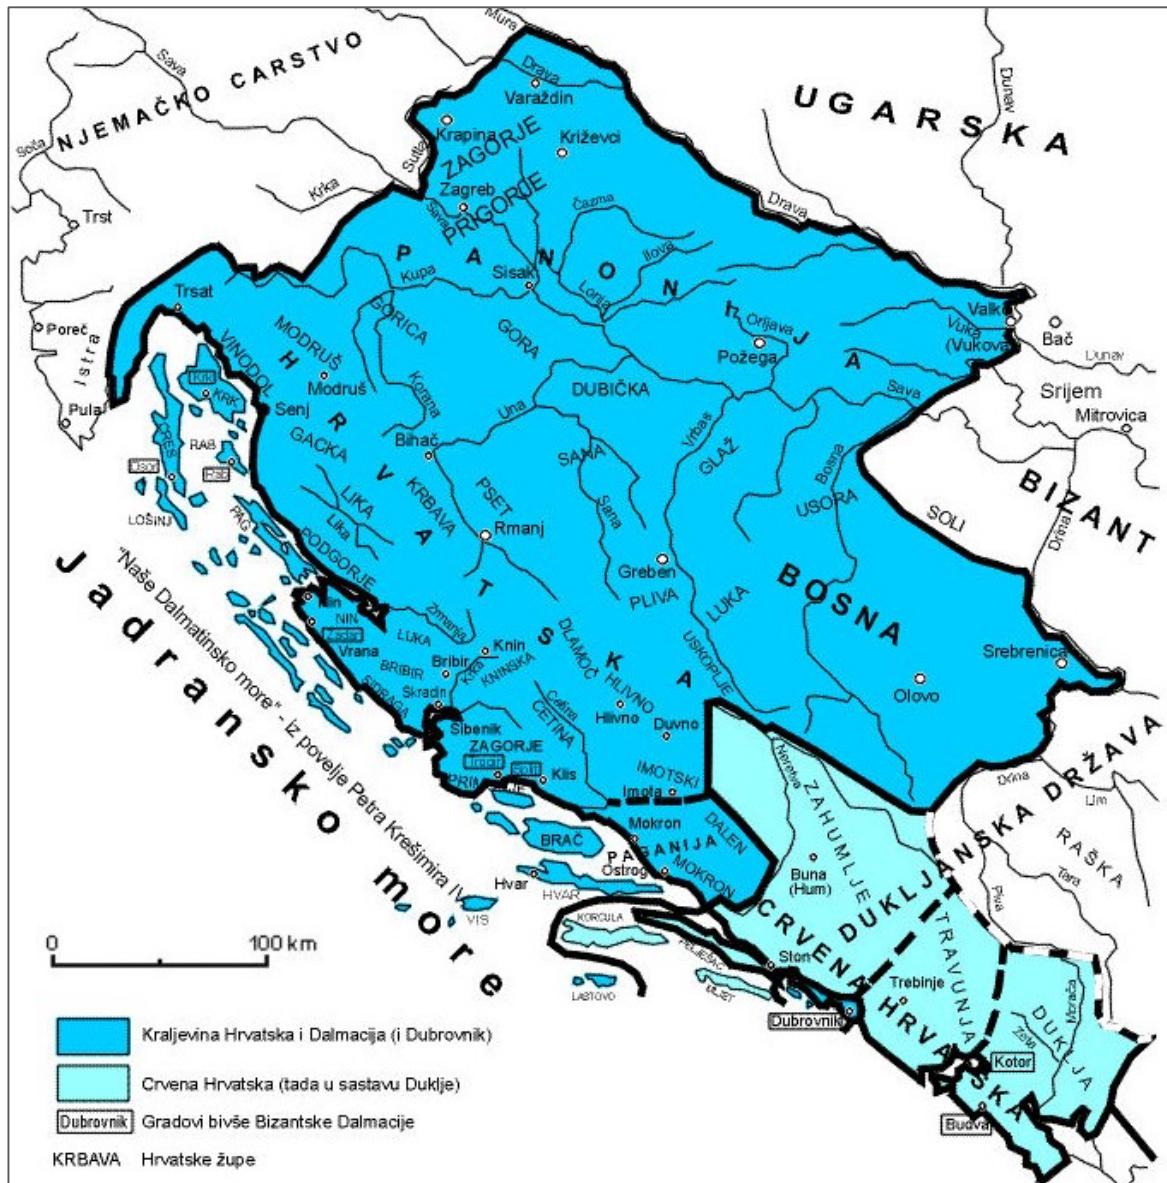 Mura
NJEMAČKO CARSTVO
Sava
Drava
Dunav
UGARSKA
Varaždin
Krapina
ZAGORJE
Križevci
Soča
Sutla
Krka
Zagreb
PRIGORJE
Sava
Drava
Trst
Čazma
Ilova
PANONIJA
Kupa
Sisak
Lonja
Trsat
GORICA
GORA
Orljava
Valko
Vuka
(Vukova)
Bač
Poreč
Istra
VINODOL
MODRUŠ
Modruš
Požega
Dunav
Srijem
Krk
KRK
Korana
DUBIČKA
Sava
Mitrovica
Pula
Senj
HRVATSKA
Una
Vrbas
CRES
RAB
GACKA
Bihać
SANA
GLAŽ
Bosna
BIZANT
Osor
Rab
LIKA
KRBAVA
PSET
Sana
USORA
SOLI
Drina
LOŠINJ
PAG
Lika
Rmanj
PODGORJE
Greben
BOSNA
Jadransko more
"Naše Dalmatinsko more" - iz povelje Petra Krešimira IV.
Nin
NIN
Zadar
Zrmanja
PLIVA
LUKA
Vrana
LUKA
Knin
DLAMOČ
USKOPLJE
Srebrenica
BRIBIR
Bribir
Krka
KNINSKA
Olovo
SIDRAGA
Skradin
HLIVNO
Hlivno
Cetina
CETINA
Duvno
Šibenik
ZAGORJE
Trogir
Split
Klis
IMOTSKI
Imota
Neretva
ZAHUMLJE
Drina
Lim
DUKLJANSKA DRŽAVA
RAŠKA
Mokron
DALEN
BRAČ
PAGANIJA
Ostrog
MOKRON
Buna
(Hum)
Tara
Piva
Hvar
HVAR
VIS
CRVENA HRVATSKA
KORČULA
TRAVUNJA
0 100 km
PELJEŠAC
Ston
LASTOVO
MLJET
Trebinje
Morača
Dubrovnik
DUKLJA
Zeta
Kotor
Budva
Kraljevina Hrvatska i Dalmacija (i Dubrovnik)
Crvena Hrvatska (tada u sastavu Duklje)
Dubrovnik Gradovi bivše Bizantske Dalmacije
KRBAVA Hrvatske župe